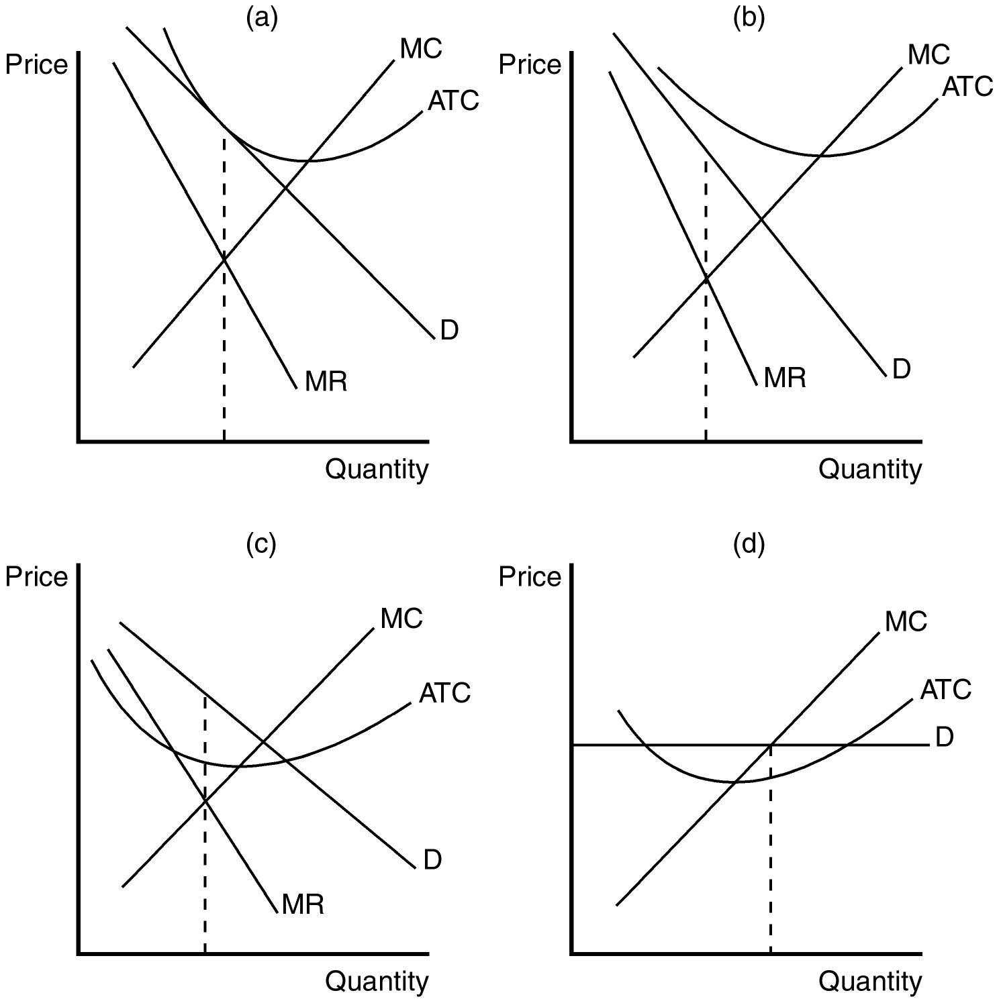 (a)
Price
MC
ATC
D
MR
Quantity
(b)
Price
MC
ATC
D
MR
Quantity
(c)
Price
MC
ATC
D
MR
Quantity
(d)
Price
MC
ATC
D
Quantity